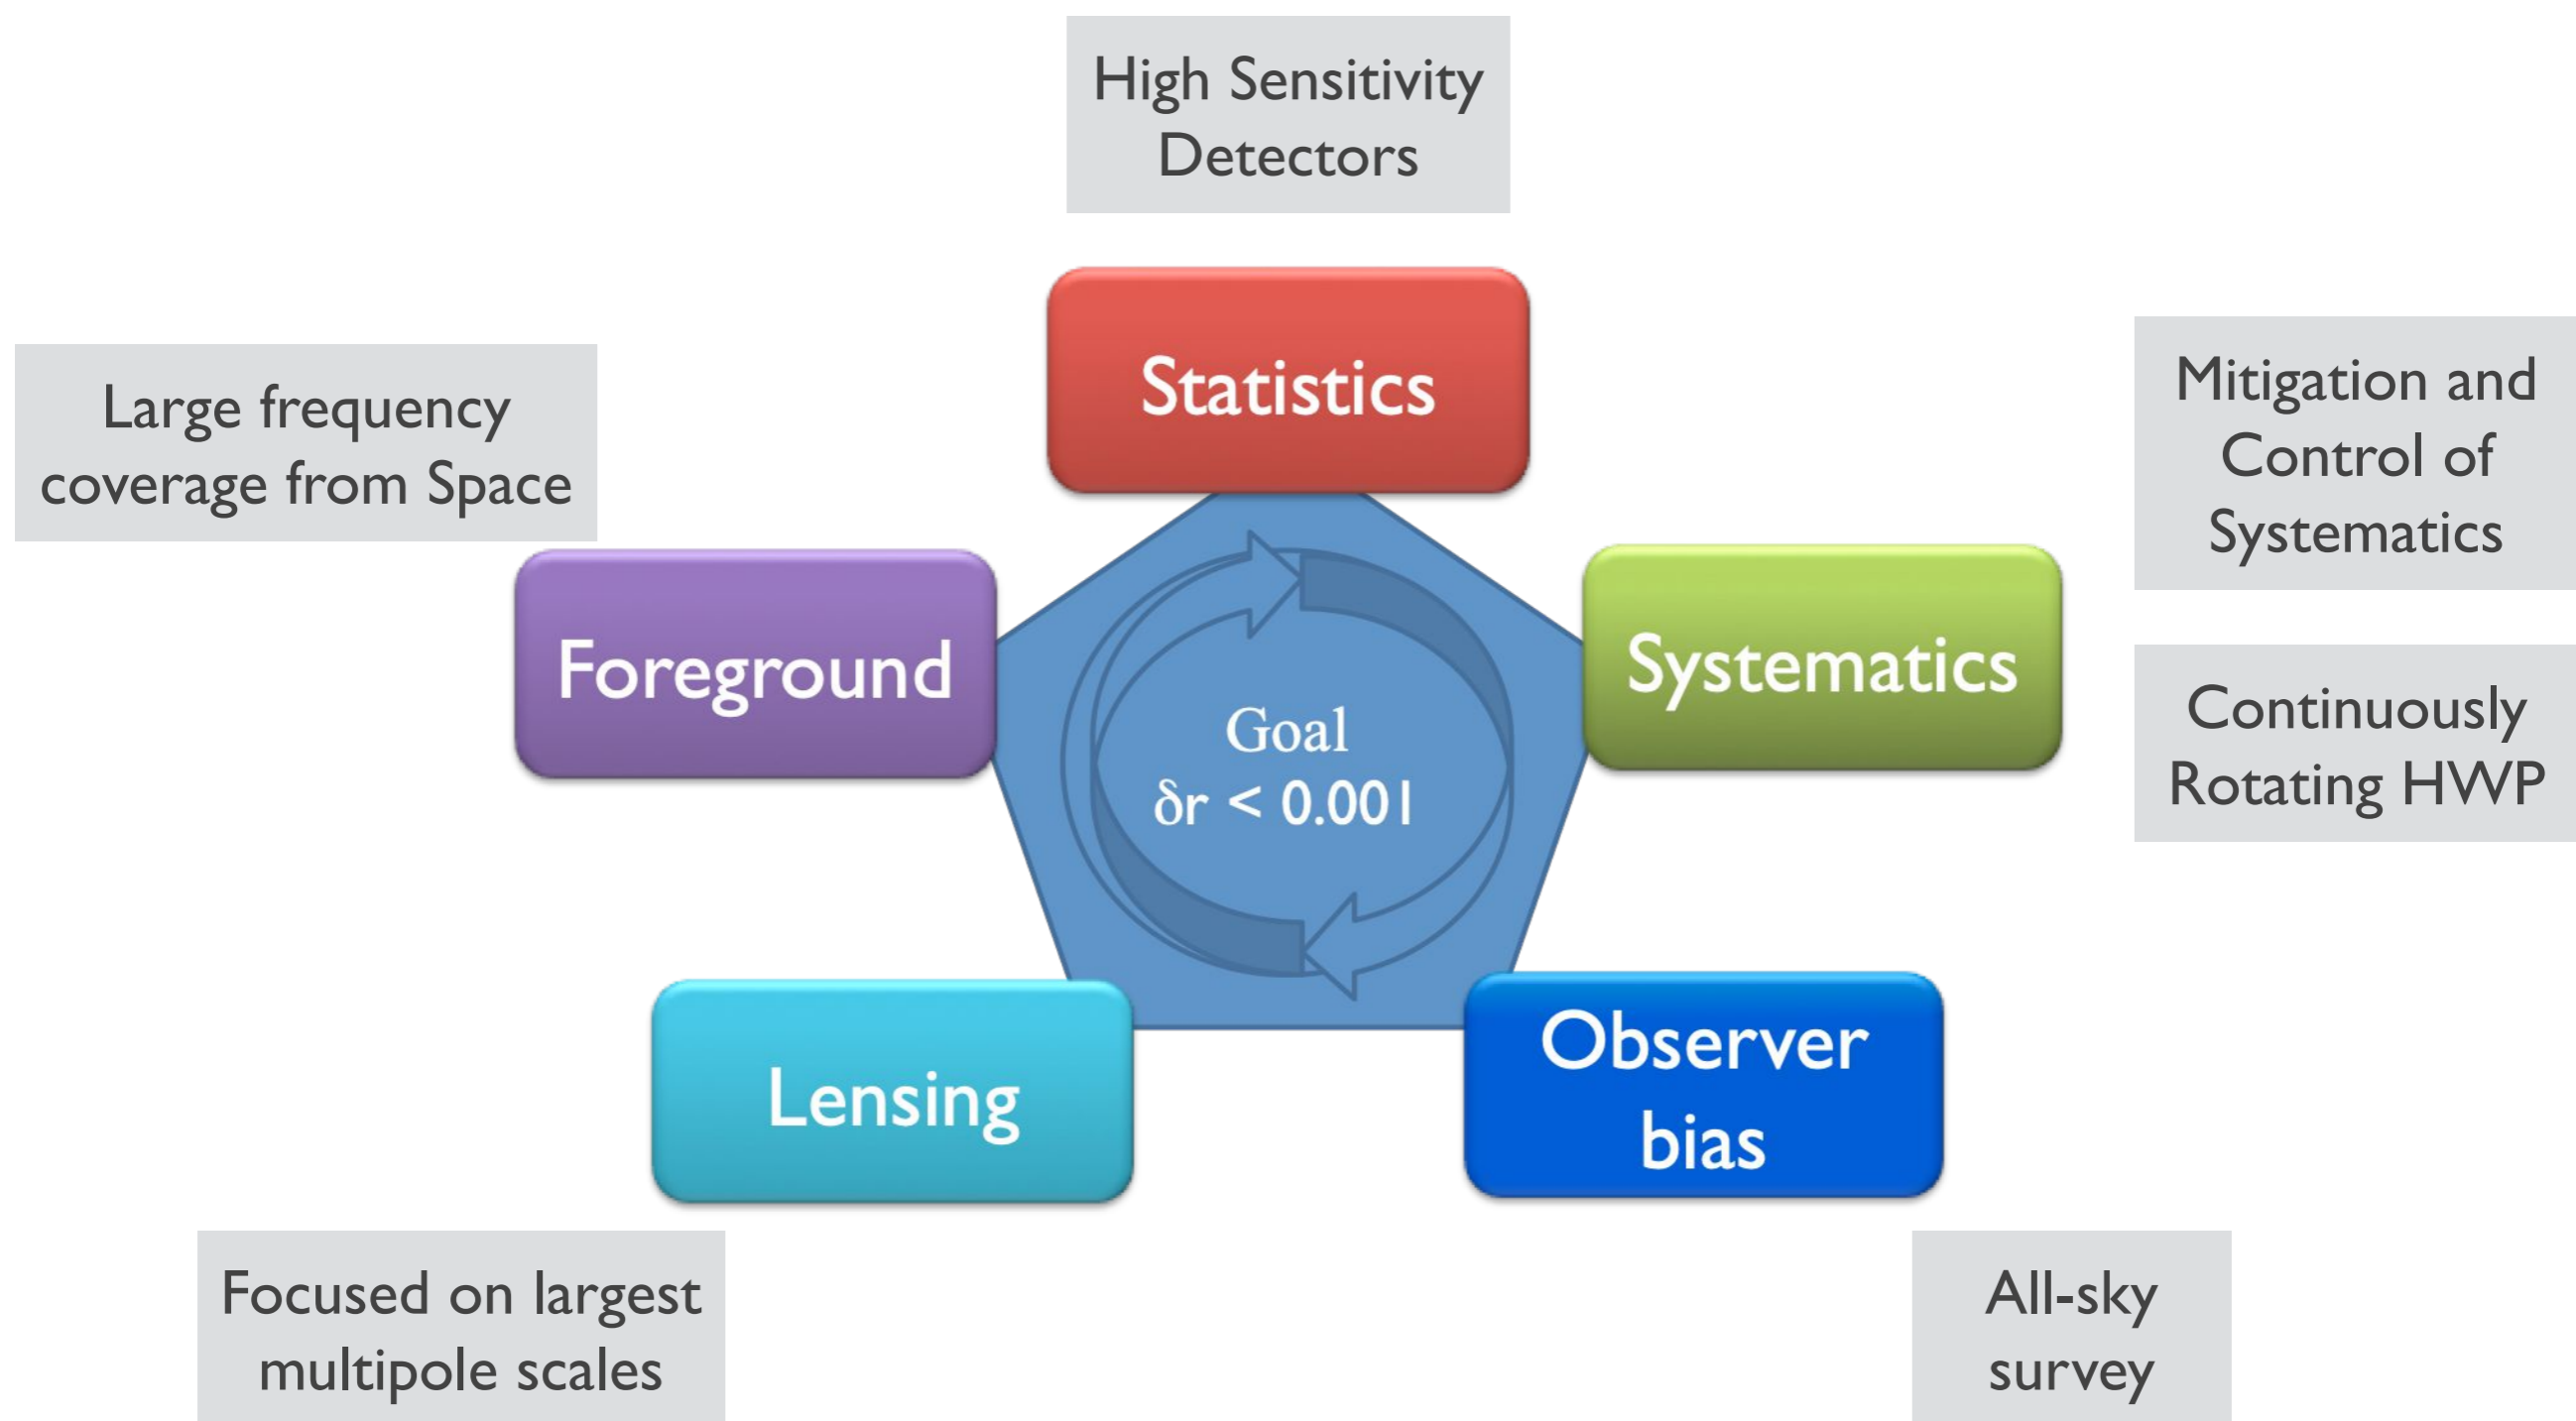 High Sensitivity
Detectors
Statistics
Large frequency
coverage from Space
Mitigation and
Control of
Systematics
Foreground
Systematics
Continuously
Rotating HWP
Goal
δr < 0.001
Lensing
Observer
bias
Focused on largest
multipole scales
All-sky
survey